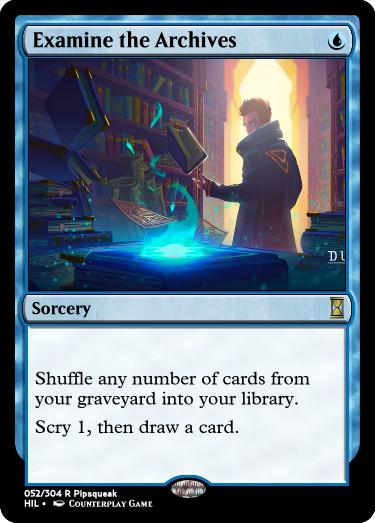 Examine the Archives
DU
Sorcery
Shuffle any number of cards from
your graveyard into your library.
Scry 1, then draw a card.
052/304 R Pipsqueak
HIL • Counterplay Game